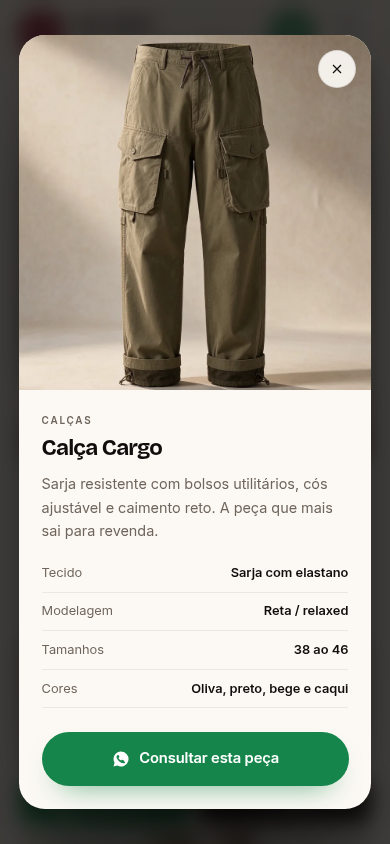 ×
CALÇAS
Calça Cargo
Sarja resistente com bolsos utilitários, cós
ajustável e caimento reto. A peça que mais
sai para revenda.
Tecido Sarja com elastano
Modelagem Reta / relaxed
Tamanhos 38 ao 46
Cores Oliva, preto, bege e caqui
Consultar esta peça